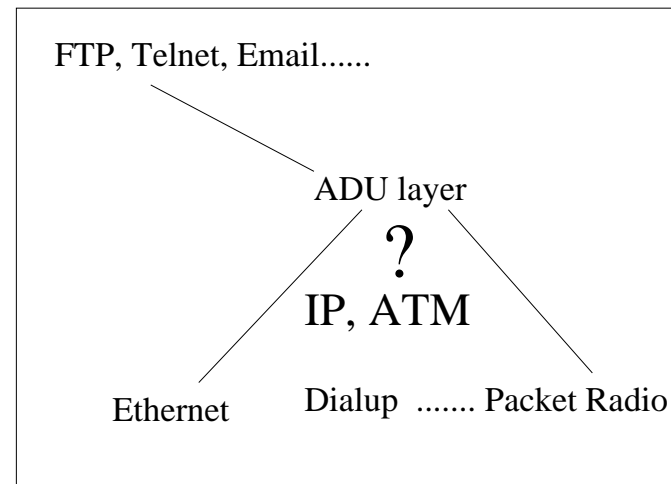 FTP, Telnet, Email......
ADU layer
?
IP, ATM
Ethernet
Dialup ....... Packet Radio